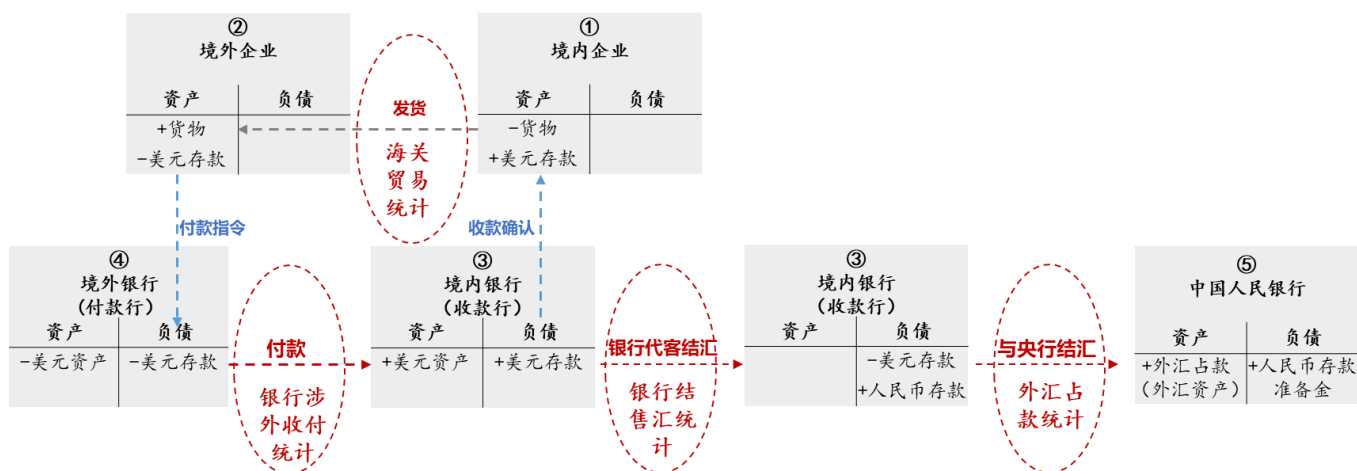 ②
境外企业
资产 负债
+货物
-美元存款
发货
海关
贸易
统计
①
境内企业
资产 负债
-货物
+美元存款
付款指令
收款确认
④
境外银行
(付款行)
资产 负债
-美元资产 -美元存款
付款
银行涉
外收付
统计
③
境内银行
(收款行)
资产 负债
+美元资产 +美元存款
银行代客结汇
银行结
售汇统
计
③
境内银行
(收款行)
资产 负债
-美元存款
+人民币存款
与央行结汇
外汇占
款统计
⑤
中国人民银行
资产 负债
+外汇占款 +人民币存款
(外汇资产) 准备金